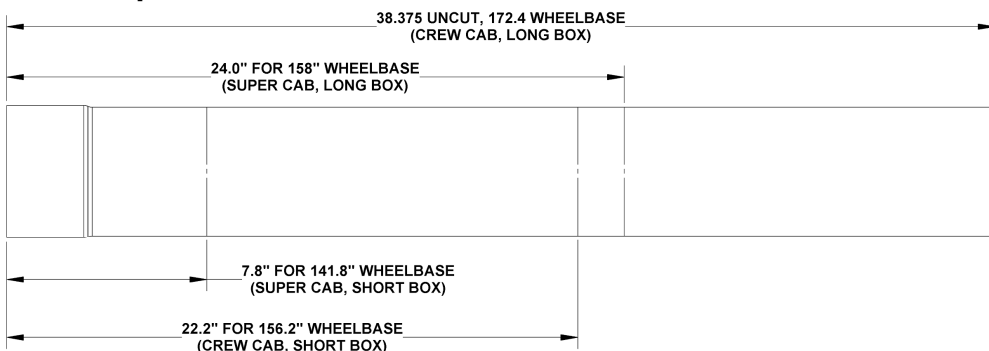 38.375 UNCUT, 172.4 WHEELBASE
(CREW CAB, LONG BOX)
24.0" FOR 158" WHEELBASE
(SUPER CAB, LONG BOX)
7.8" FOR 141.8" WHEELBASE
(SUPER CAB, SHORT BOX)
22.2" FOR 156.2" WHEELBASE
(CREW CAB, SHORT BOX)